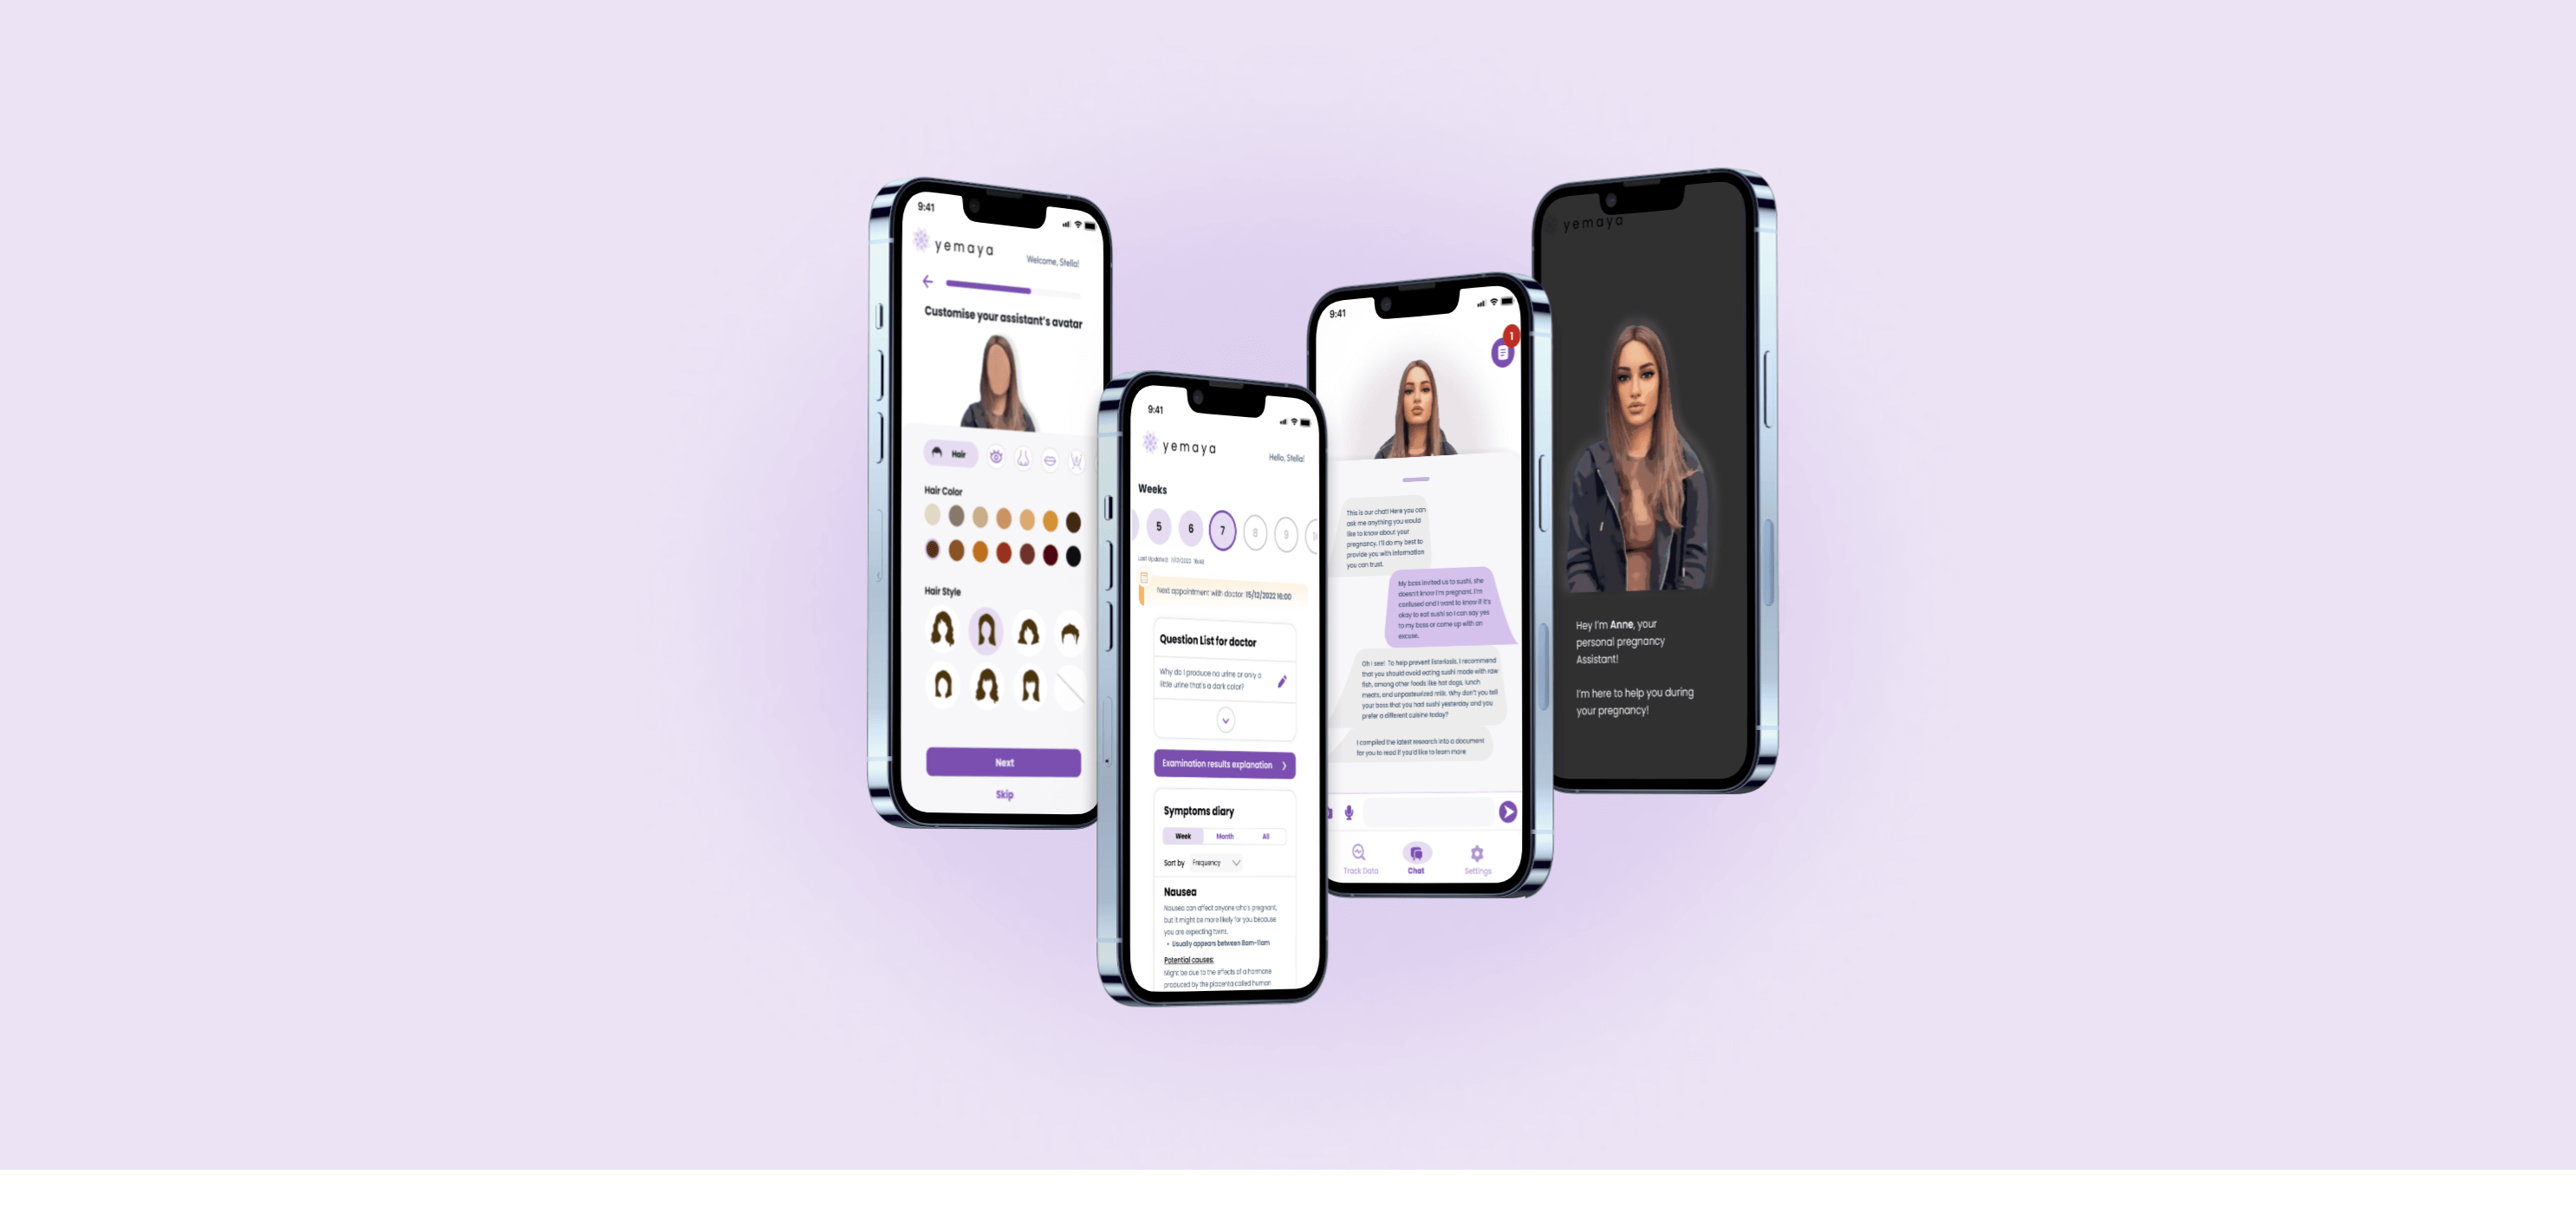 9:41
yemaya
Welcome, Stella!
Customise your assistant's avatar
Hair
Hair Color
Hair Style
Next
Skip
9:41
yemaya
Hello, Stella!
Weeks
5 6 7 8 9
Last Updated:
Next appointment with doctor: 15/12/2022 16:00
Question List for doctor
Why do I produce no urine or only a
little urine that's a dark color?
Examination results explanation
Symptoms diary
Week Month All
Sort by Frequency
Nausea
Nausea can affect anyone who's pregnant,
but it might be more likely for you because
you are expecting twins.
• Usually appears between 8am-11am
Potential causes:
Might be due to the effects of a hormone
produced by the placenta called human
9:41
1
This is our chat! Here you can
ask me anything you would
like to know about your
pregnancy. I'll do my best to
provide you with information
you can trust.
My boss invited us to sushi, she
doesn't know I'm pregnant. I'm
confused and I want to know if it's
okay to eat sushi so I can say yes
to my boss or come up with an
excuse.
Oh I see! To help prevent listeriosis, I recommend
that you should avoid eating sushi made with raw
fish, among other foods like hot dogs, lunch
meats, and unpasteurized milk. Why don't you tell
your boss that you had sushi yesterday and you
prefer a different cuisine today?
I compiled the latest research into a document
for you to read if you'd like to learn more
Track Data
Chat
Settings
yemaya
Hey I'm Anne, your
personal pregnancy
Assistant!
I'm here to help you during
your pregnancy!